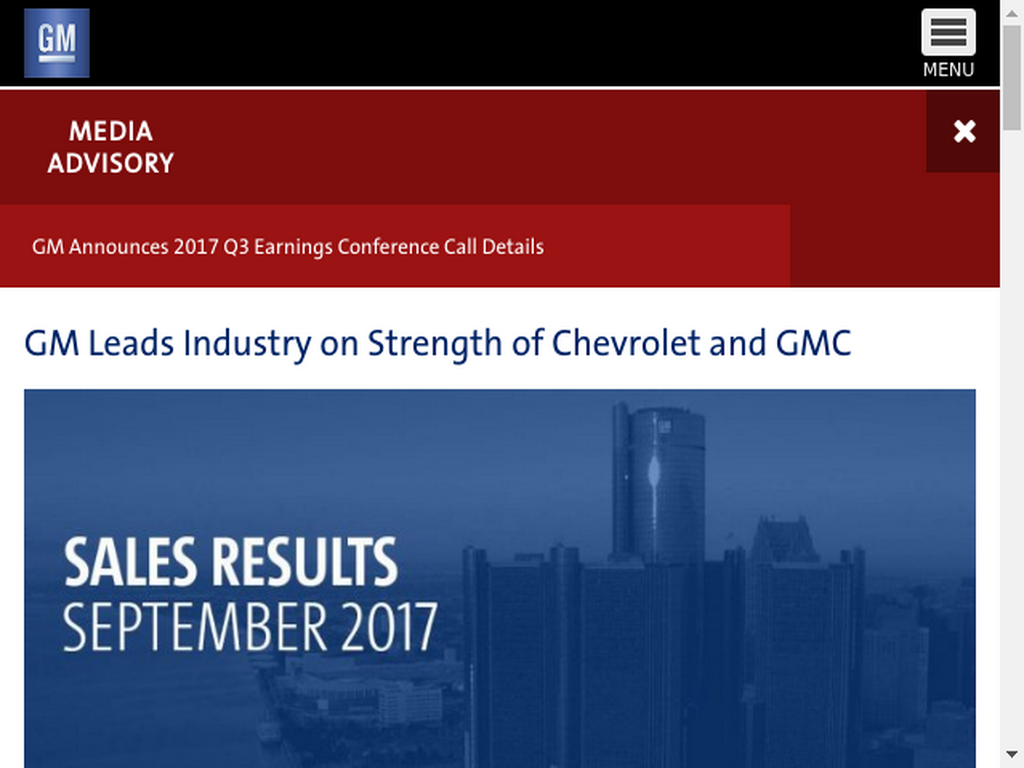 GM
MENU
MEDIA
ADVISORY
GM Announces 2017 Q3 Earnings Conference Call Details
GM Leads Industry on Strength of Chevrolet and GMC
SALES RESULTS
SEPTEMBER 2017